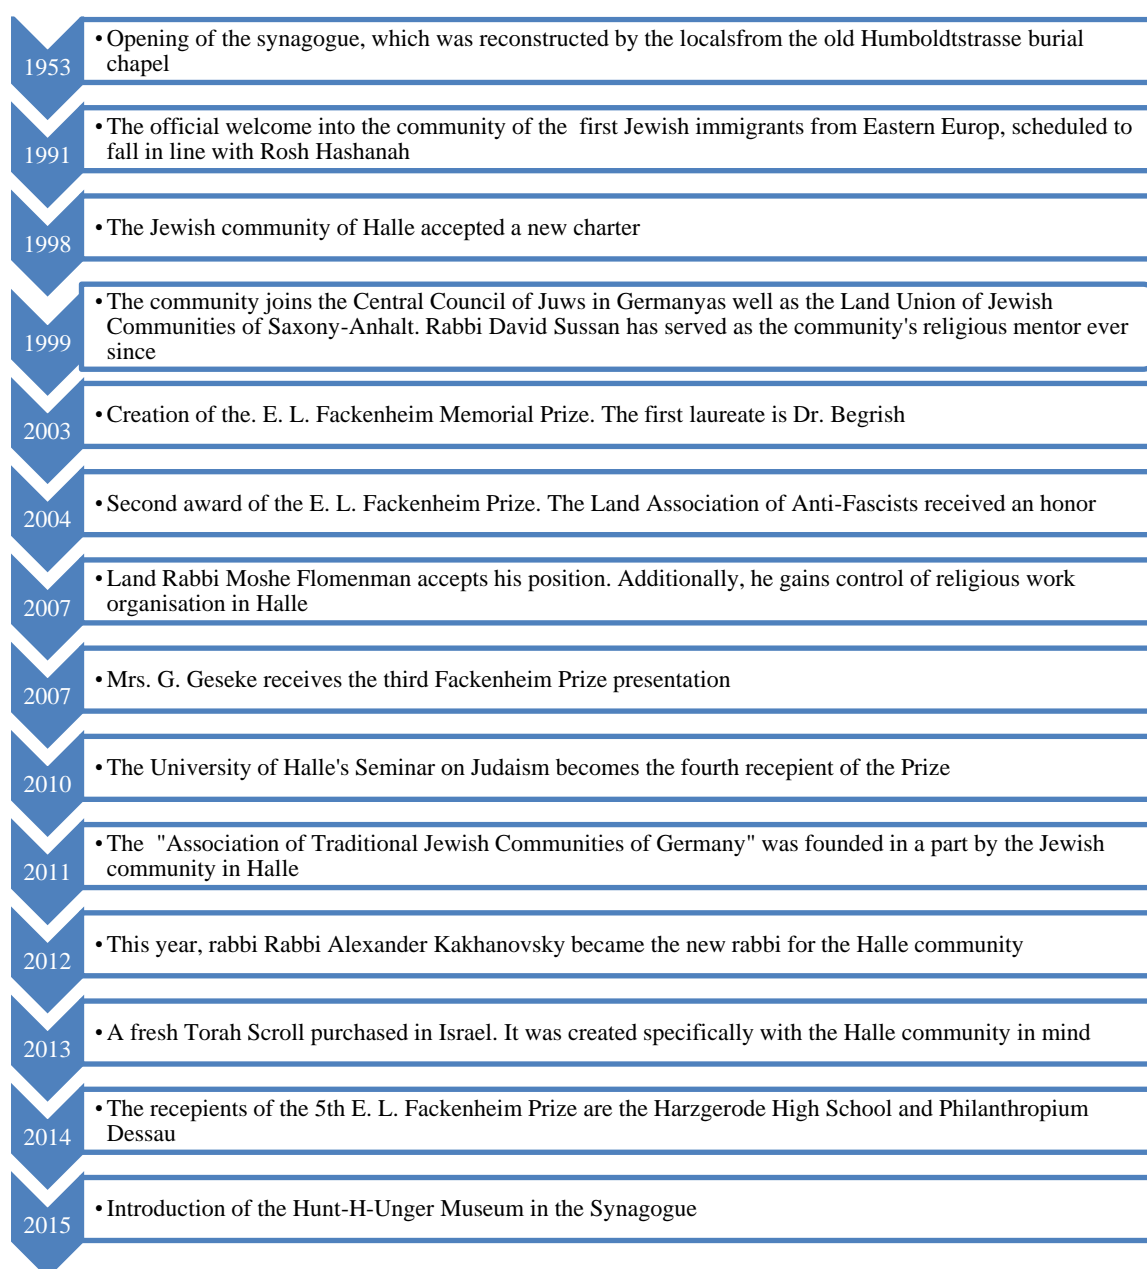 1953
• Opening of the synagogue, which was reconstructed by the localsfrom the old Humboldtstrasse burial
chapel
1991
• The official welcome into the community of the first Jewish immigrants from Eastern Europ, scheduled to
fall in line with Rosh Hashanah
1998
• The Jewish community of Halle accepted a new charter
1999
• The community joins the Central Council of Juws in Germanyas well as the Land Union of Jewish
Communities of Saxony-Anhalt. Rabbi David Sussan has served as the community's religious mentor ever
since
2003
• Creation of the. E. L. Fackenheim Memorial Prize. The first laureate is Dr. Begrish
2004
• Second award of the E. L. Fackenheim Prize. The Land Association of Anti-Fascists received an honor
2007
• Land Rabbi Moshe Flomenman accepts his position. Additionally, he gains control of religious work
organisation in Halle
2007
• Mrs. G. Geseke receives the third Fackenheim Prize presentation
2010
• The University of Halle's Seminar on Judaism becomes the fourth recepient of the Prize
2011
• The "Association of Traditional Jewish Communities of Germany" was founded in a part by the Jewish
community in Halle
2012
• This year, rabbi Rabbi Alexander Kakhanovsky became the new rabbi for the Halle community
2013
• A fresh Torah Scroll purchased in Israel. It was created specifically with the Halle community in mind
2014
• The recepients of the 5th E. L. Fackenheim Prize are the Harzgerode High School and Philanthropium
Dessau
2015
• Introduction of the Hunt-H-Unger Museum in the Synagogue